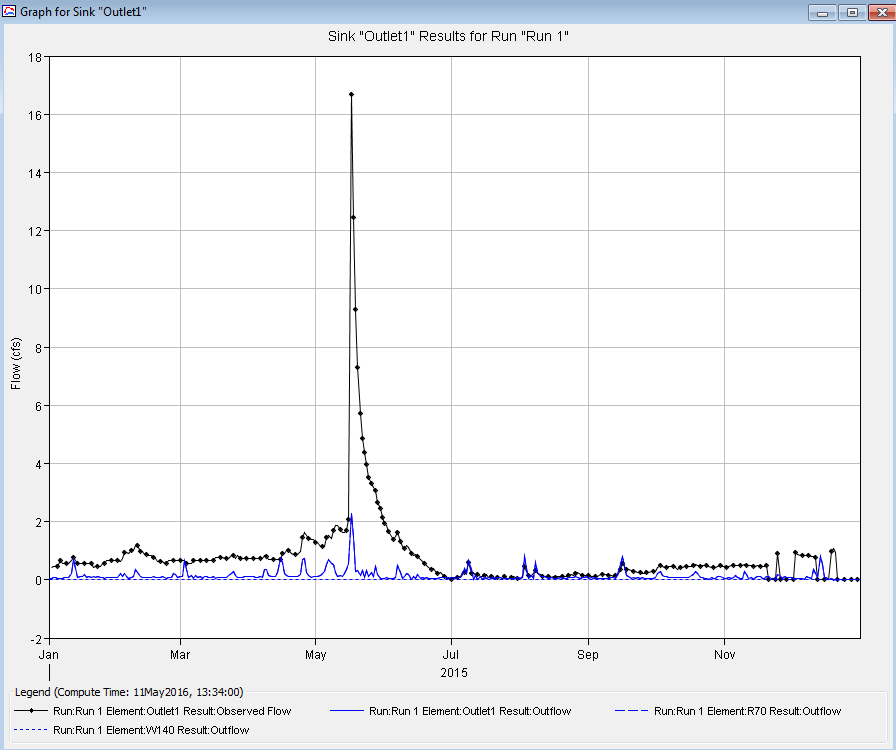 Graph for Sink "Outlet1"
Sink "Outlet1" Results for Run "Run 1"
18
16
14
12
10
8
6
4
2
0
-2
Flow (cfs)
Jan Mar May Jul Sep Nov
2015
Legend (Compute Time: 11May2016, 13:34:00)
Run:Run 1 Element:Outlet1 Result:Observed Flow Run:Run 1 Element:Outlet1 Result:Outflow Run:Run 1 Element:R70 Result:Outflow
Run:Run 1 Element:W140 Result:Outflow